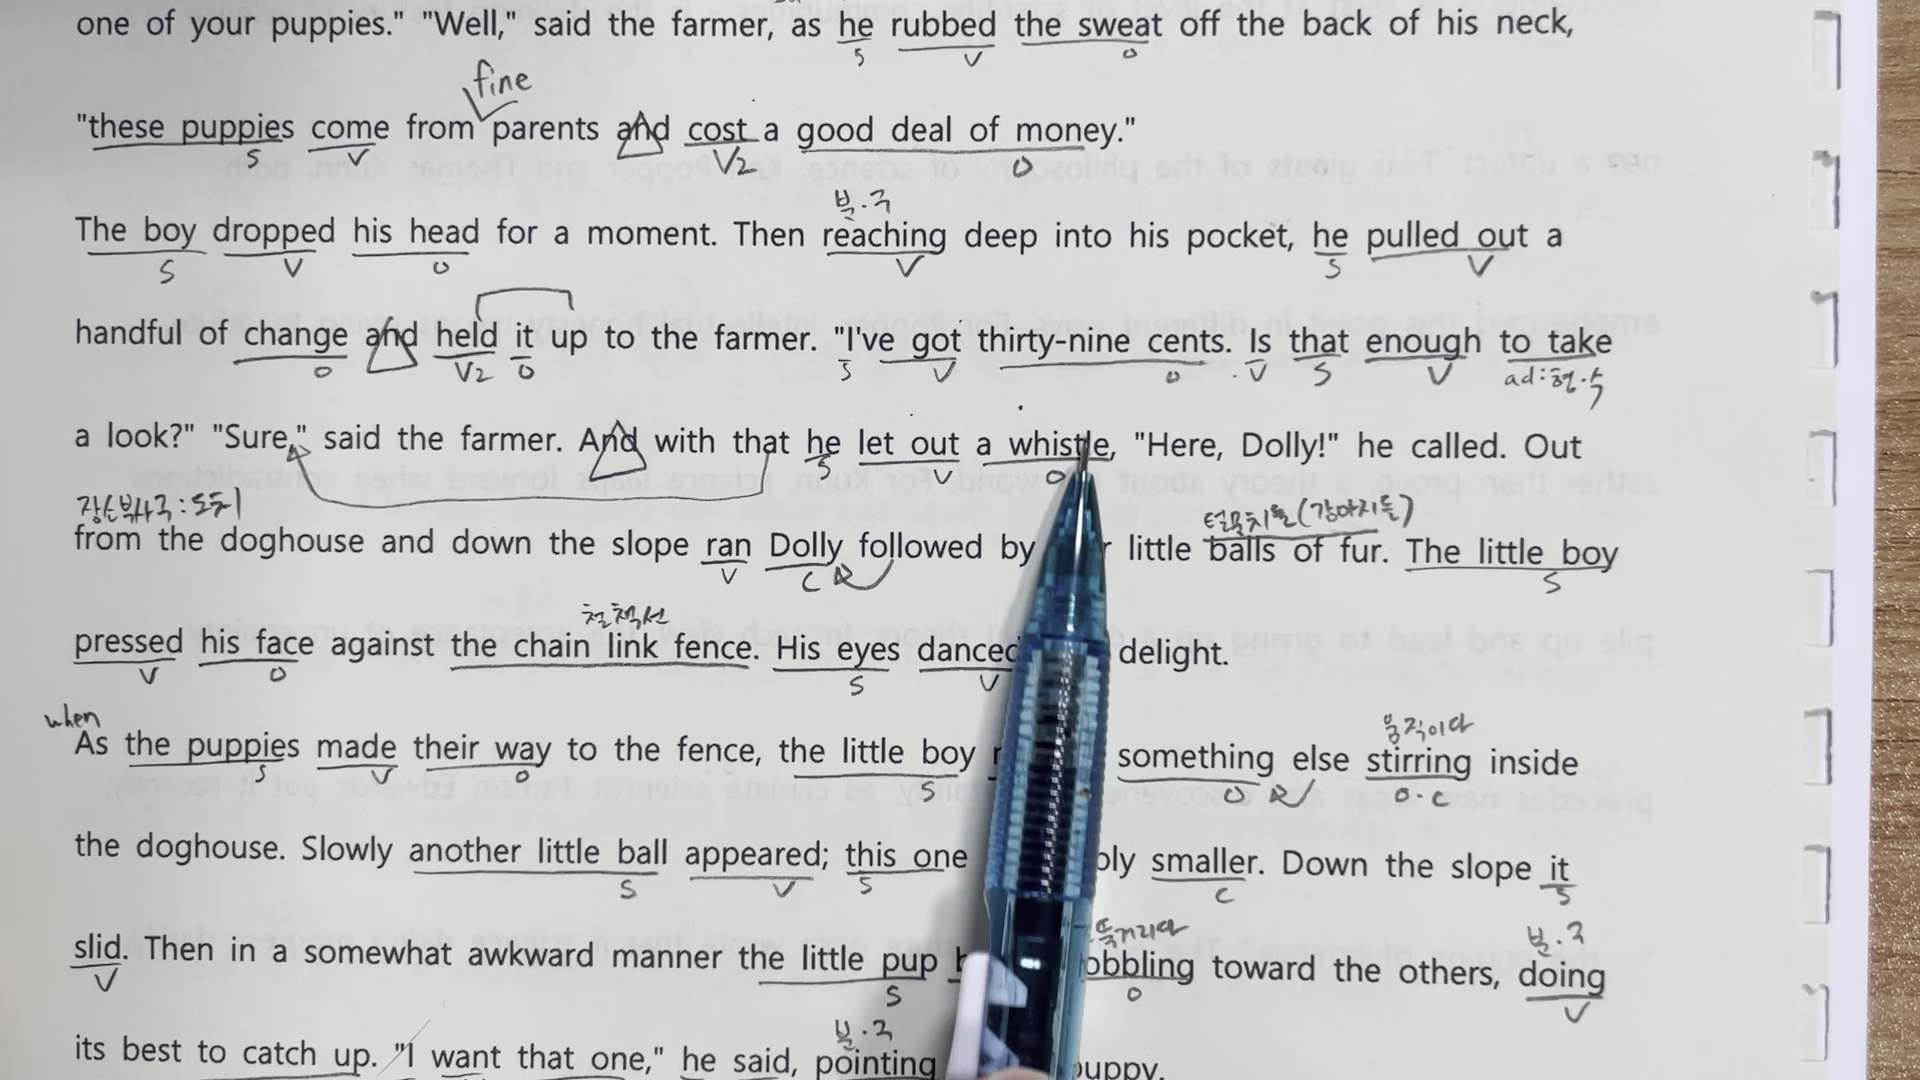 one of your puppies." "Well," said the farmer, as he rubbed the sweat off the back of his neck,
S V O
fine
"these puppies come from parents and cost a good deal of money."
S V V2 O
분.구
The boy dropped his head for a moment. Then reaching deep into his pocket, he pulled out a
S V O V S V
handful of change and held it up to the farmer. "I've got thirty-nine cents. Is that enough to take
O V2 O S V O V S V ad:형.수
a look?" "Sure," said the farmer. And with that he let out a whistle, "Here, Dolly!" he called. Out
S V O
강.소부사구:도두 털뭉치들(강아지들)
from the doghouse and down the slope ran Dolly followed by little balls of fur. The little boy
V C S
철책선
pressed his face against the chain link fence. His eyes danced delight.
V O S V
when 움직이다
As the puppies made their way to the fence, the little boy something else stirring inside
S V O S O O.C
the doghouse. Slowly another little ball appeared; this one smaller. Down the slope it
S V S C S
분.구
slid. Then in a somewhat awkward manner the little pup toward the others, doing
V S O V
분.구
its best to catch up. "I want that one," he said, pointing puppy.